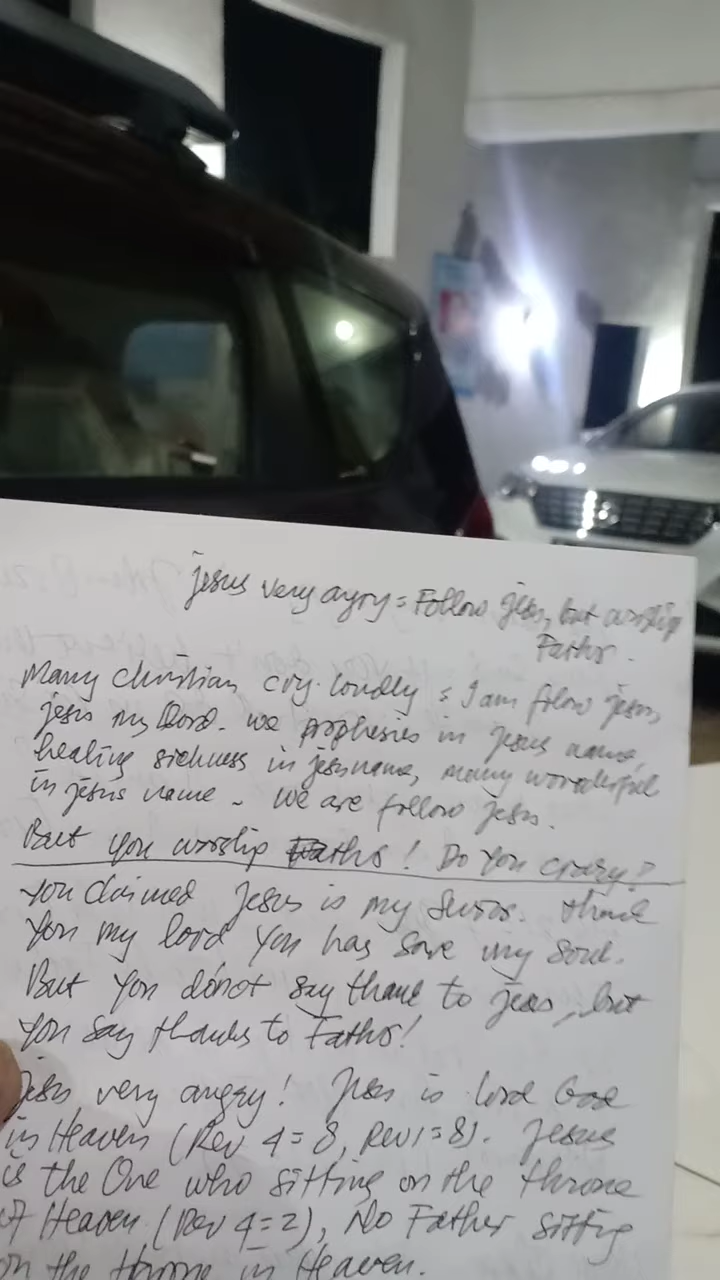 jesus very angry = Follow jesus, but worship
Father.
Many christian cry loudly : I am follow jesus,
jesus my Lord. we prophesies in jesus name,
healing sickness in jesus name, many wonderful
in jesus name - we are follow jesus.
But you worship Faths! Do You crazy?
You claimed Jesus is my Savior. thank
You my lord You has save my Soul.
But You donot say thank to jesus, but
You say thanks to Faths!
Jesus very angry! Jesus is lord God
in Heaven (Rev 4=8, Rev 1=8). Jesus
is the One who sitting on the throne
of Heaven (Rev 4=2), No Father sitting
on the throne in Heaven.